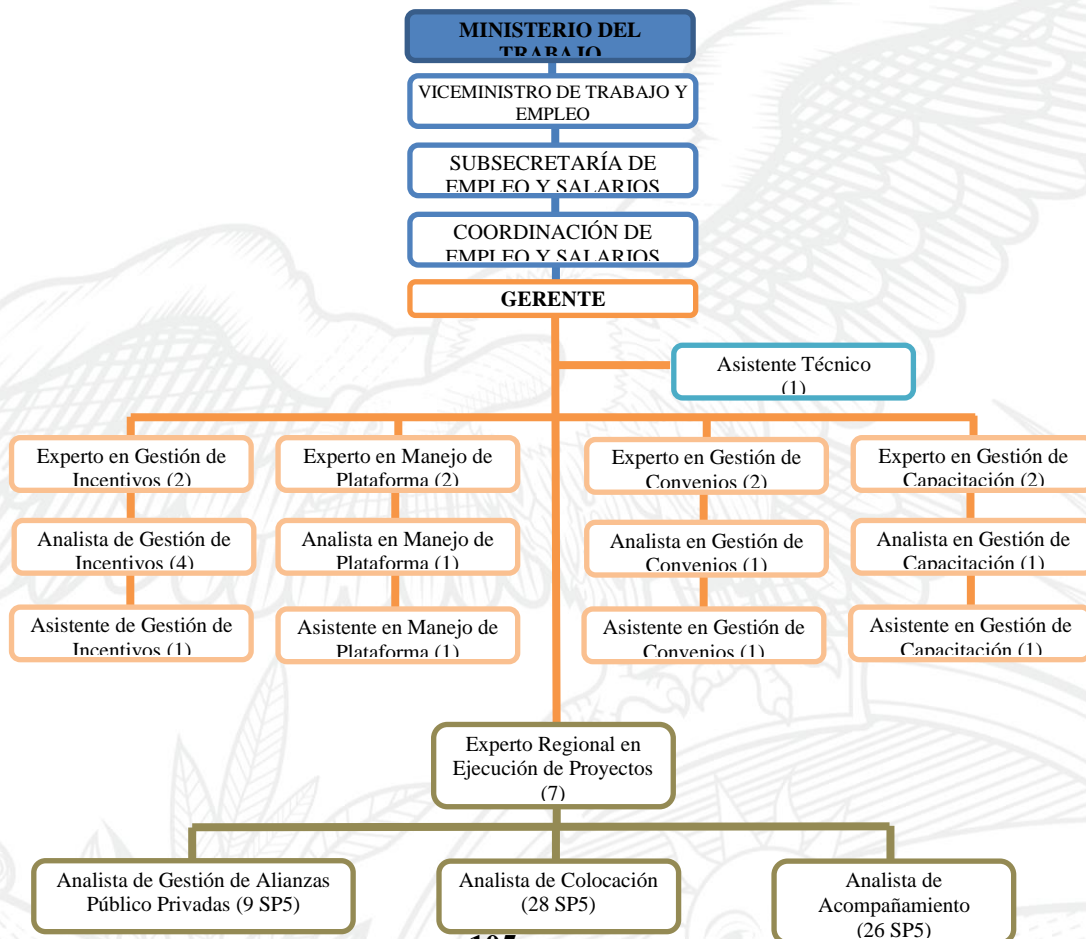 MINISTERIO DEL
TRABAJO
VICEMINISTRO DE TRABAJO Y
EMPLEO
SUBSECRETARÍA DE
EMPLEO Y SALARIOS
COORDINACIÓN DE
EMPLEO Y SALARIOS
GERENTE
Asistente Técnico
(1)
Experto en Gestión de
Incentivos (2)
Experto en Manejo de
Plataforma (2)
Experto en Gestión de
Convenios (2)
Experto en Gestión de
Capacitación (2)
Analista de Gestión de
Incentivos (4)
Analista en Manejo de
Plataforma (1)
Analista en Gestión de
Convenios (1)
Analista en Gestión de
Capacitación (1)
Asistente de Gestión de
Incentivos (1)
Asistente en Manejo de
Plataforma (1)
Asistente en Gestión de
Convenios (1)
Asistente en Gestión de
Capacitación (1)
Experto Regional en
Ejecución de Proyectos
(7)
Analista de Gestión de Alianzas
Público Privadas (9 SP5)
Analista de Colocación
(28 SP5)
Analista de
Acompañamiento
(26 SP5)